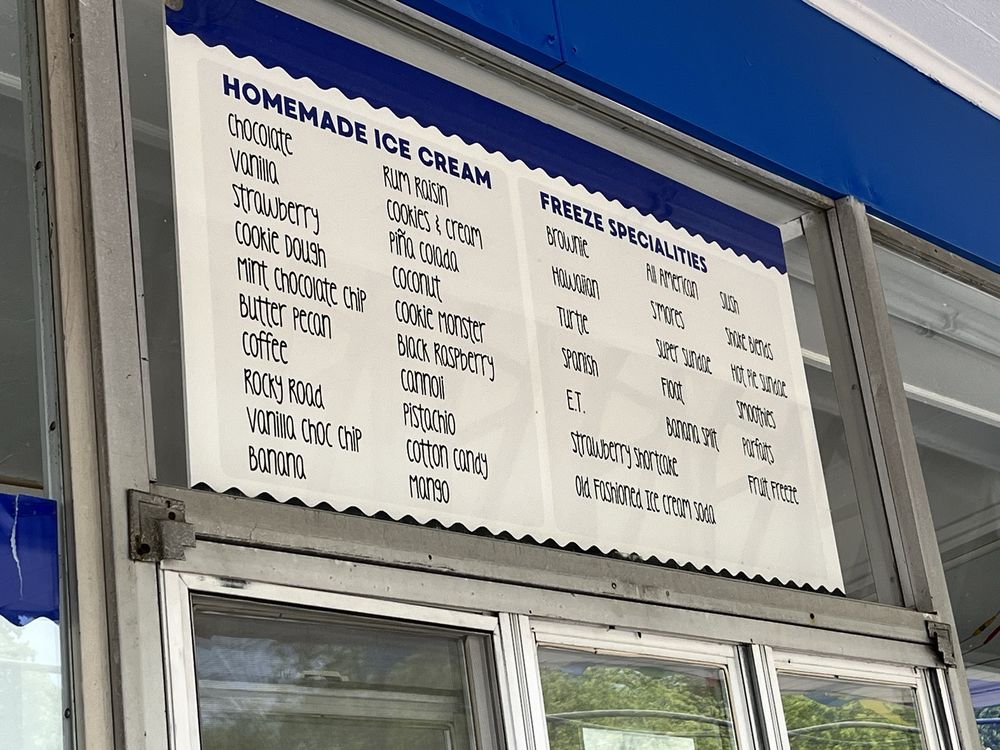 HOMEMADE ICE CREAM
Chocolate
Vanilla
Strawberry
Cookie Dough
Mint Chocolate Chip
Butter Pecan
Coffee
Rocky Road
Vanilla Choc Chip
Banana
Rum Raisin
Cookies & Cream
Piña Colada
Coconut
Cookie Monster
Black Raspberry
Cannoli
Pistachio
Cotton Candy
Mango
FREEZE SPECIALITIES
Brownie
Hawaiian
Turtle
Spanish
E.T.
Strawberry Shortcake
Old Fashioned Ice Cream Soda
All American
S'mores
Super Sundae
Float
Banana Split
Slush
Shake Blends
Hot Pie Sundae
Smoothies
Parfaits
Fruit Freeze